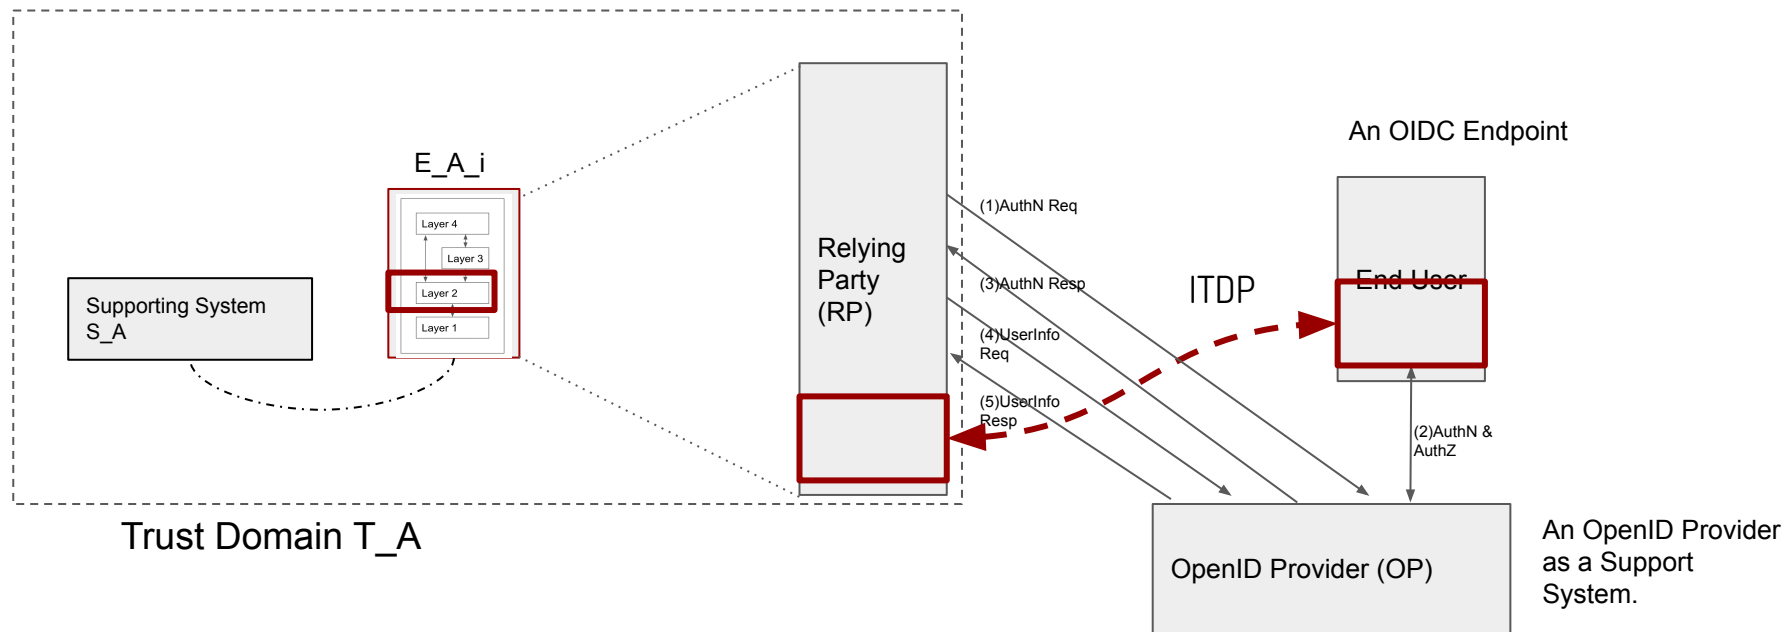 An OIDC Endpoint
E_A_i
Layer 4
Layer 3
Layer 2
Layer 1
Supporting System
S_A
Relying
Party
(RP)
(1)AuthN Req
(3)AuthN Resp
(4)UserInfo
Req
(5)UserInfo
Resp
ITDP
End User
(2)AuthN &
AuthZ
Trust Domain T_A
OpenID Provider (OP)
An OpenID Provider
as a Support
System.